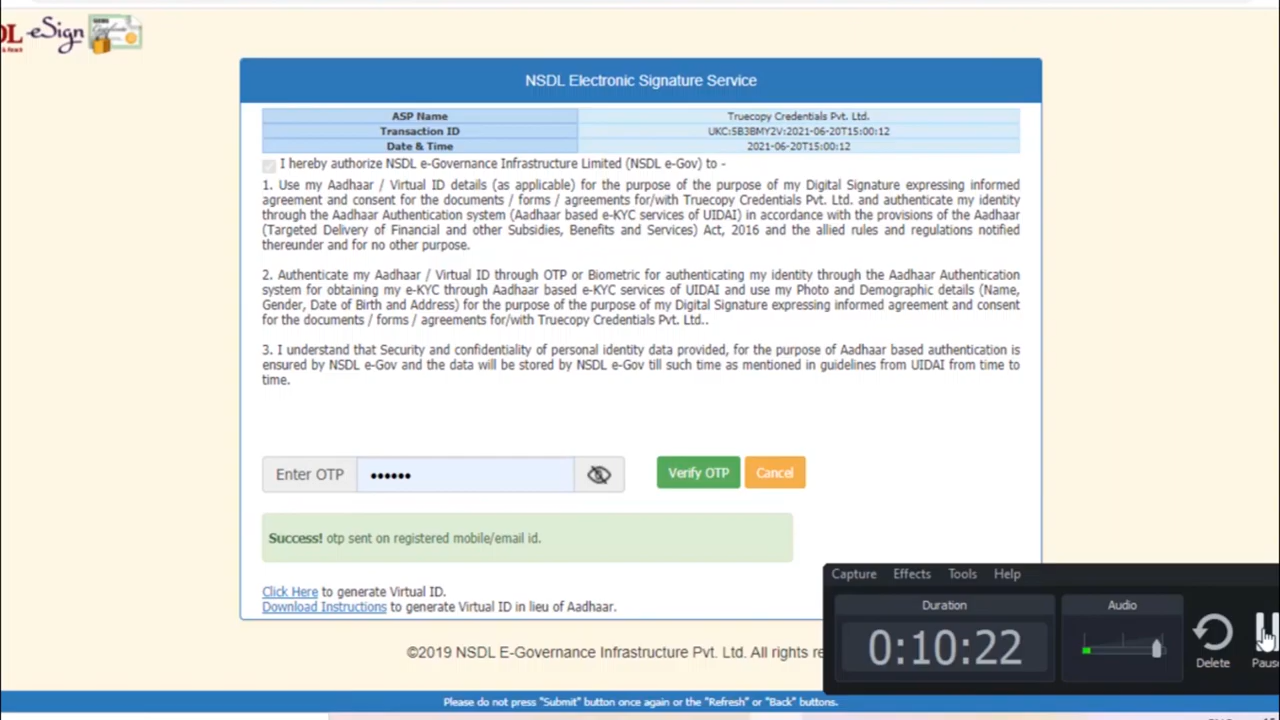 eSign
NSDL Electronic Signature Service
ASP Name Truecopy Credentials Pvt. Ltd.
Transaction ID UKC:5B3BMY2V:2021-06-20T15:00:12
Date & Time 2021-06-20T15:00:12
I hereby authorize NSDL e-Governance Infrastructure Limited (NSDL e-Gov) to -
1. Use my Aadhaar / Virtual ID details (as applicable) for the purpose of the purpose of my Digital Signature expressing informed
agreement and consent for the documents / forms / agreements for/with Truecopy Credentials Pvt. Ltd. and authenticate my identity
through the Aadhaar Authentication system (Aadhaar based e-KYC services of UIDAI) in accordance with the provisions of the Aadhaar
(Targeted Delivery of Financial and other Subsidies, Benefits and Services) Act, 2016 and the allied rules and regulations notified
thereunder and for no other purpose.
2. Authenticate my Aadhaar / Virtual ID through OTP or Biometric for authenticating my identity through the Aadhaar Authentication
system for obtaining my e-KYC through Aadhaar based e-KYC services of UIDAI and use my Photo and Demographic details (Name,
Gender, Date of Birth and Address) for the purpose of the purpose of my Digital Signature expressing informed agreement and consent
for the documents / forms / agreements for/with Truecopy Credentials Pvt. Ltd..
3. I understand that Security and confidentiality of personal identity data provided, for the purpose of Aadhaar based authentication is
ensured by NSDL e-Gov and the data will be stored by NSDL e-Gov till such time as mentioned in guidelines from UIDAI from time to
time.
Enter OTP •••••• Verify OTP Cancel
Success! otp sent on registered mobile/email id.
Click Here to generate Virtual ID.
Download Instructions to generate Virtual ID in lieu of Aadhaar.
Capture Effects Tools Help
Duration Audio
0:10:22
Delete Paus
©2019 NSDL E-Governance Infrastructure Pvt. Ltd. All rights re
Please do not press "Submit" button once again or the "Refresh" or "Back" buttons.